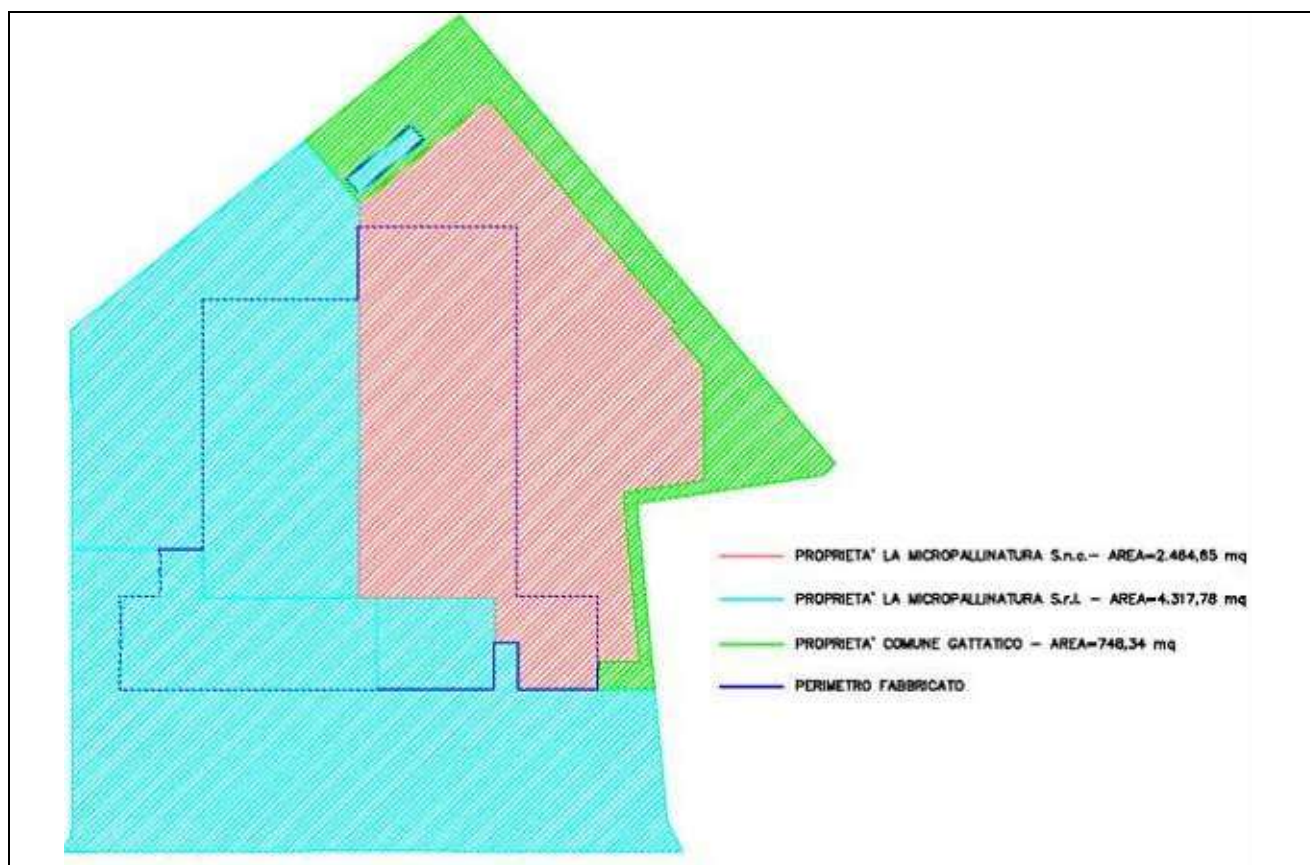 PROPRIETA' LA MICROPALLINATURA S.n.c.– AREA=2.464,65 mq
PROPRIETA' LA MICROPALLINATURA S.r.l. – AREA=4.317,78 mq
PROPRIETA' COMUNE GATTATICO – AREA=748,34 mq
PERIMETRO FABBRICATO